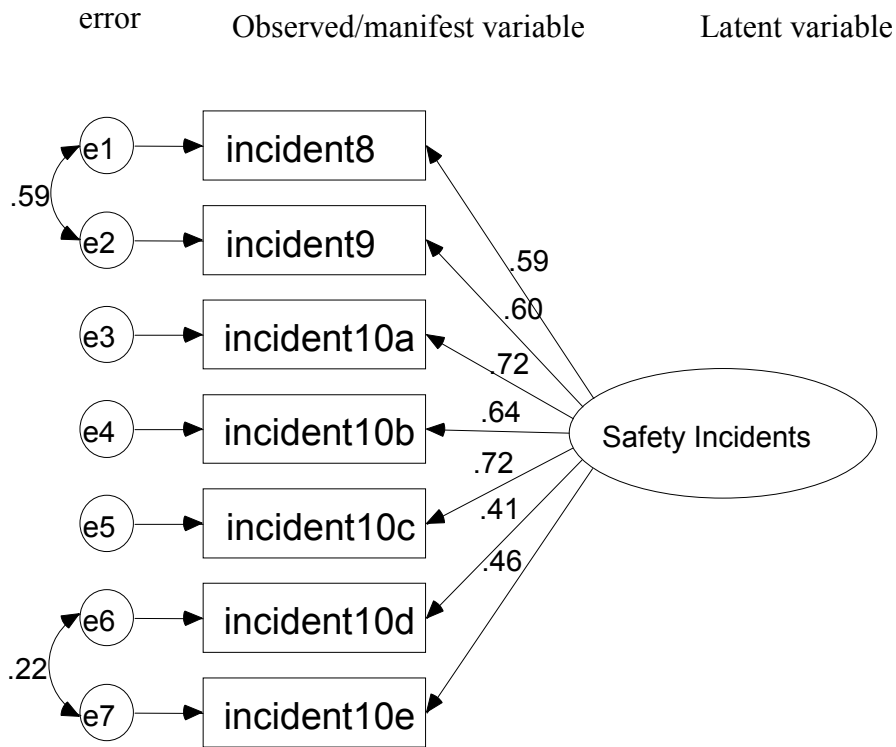 error Observed/manifest variable Latent variable
e1 incident8
.59
e2 incident9
.59
.60
e3 incident10a
.72
e4 incident10b
.64
Safety Incidents
.72
e5 incident10c
.41
.46
e6 incident10d
.22
e7 incident10e